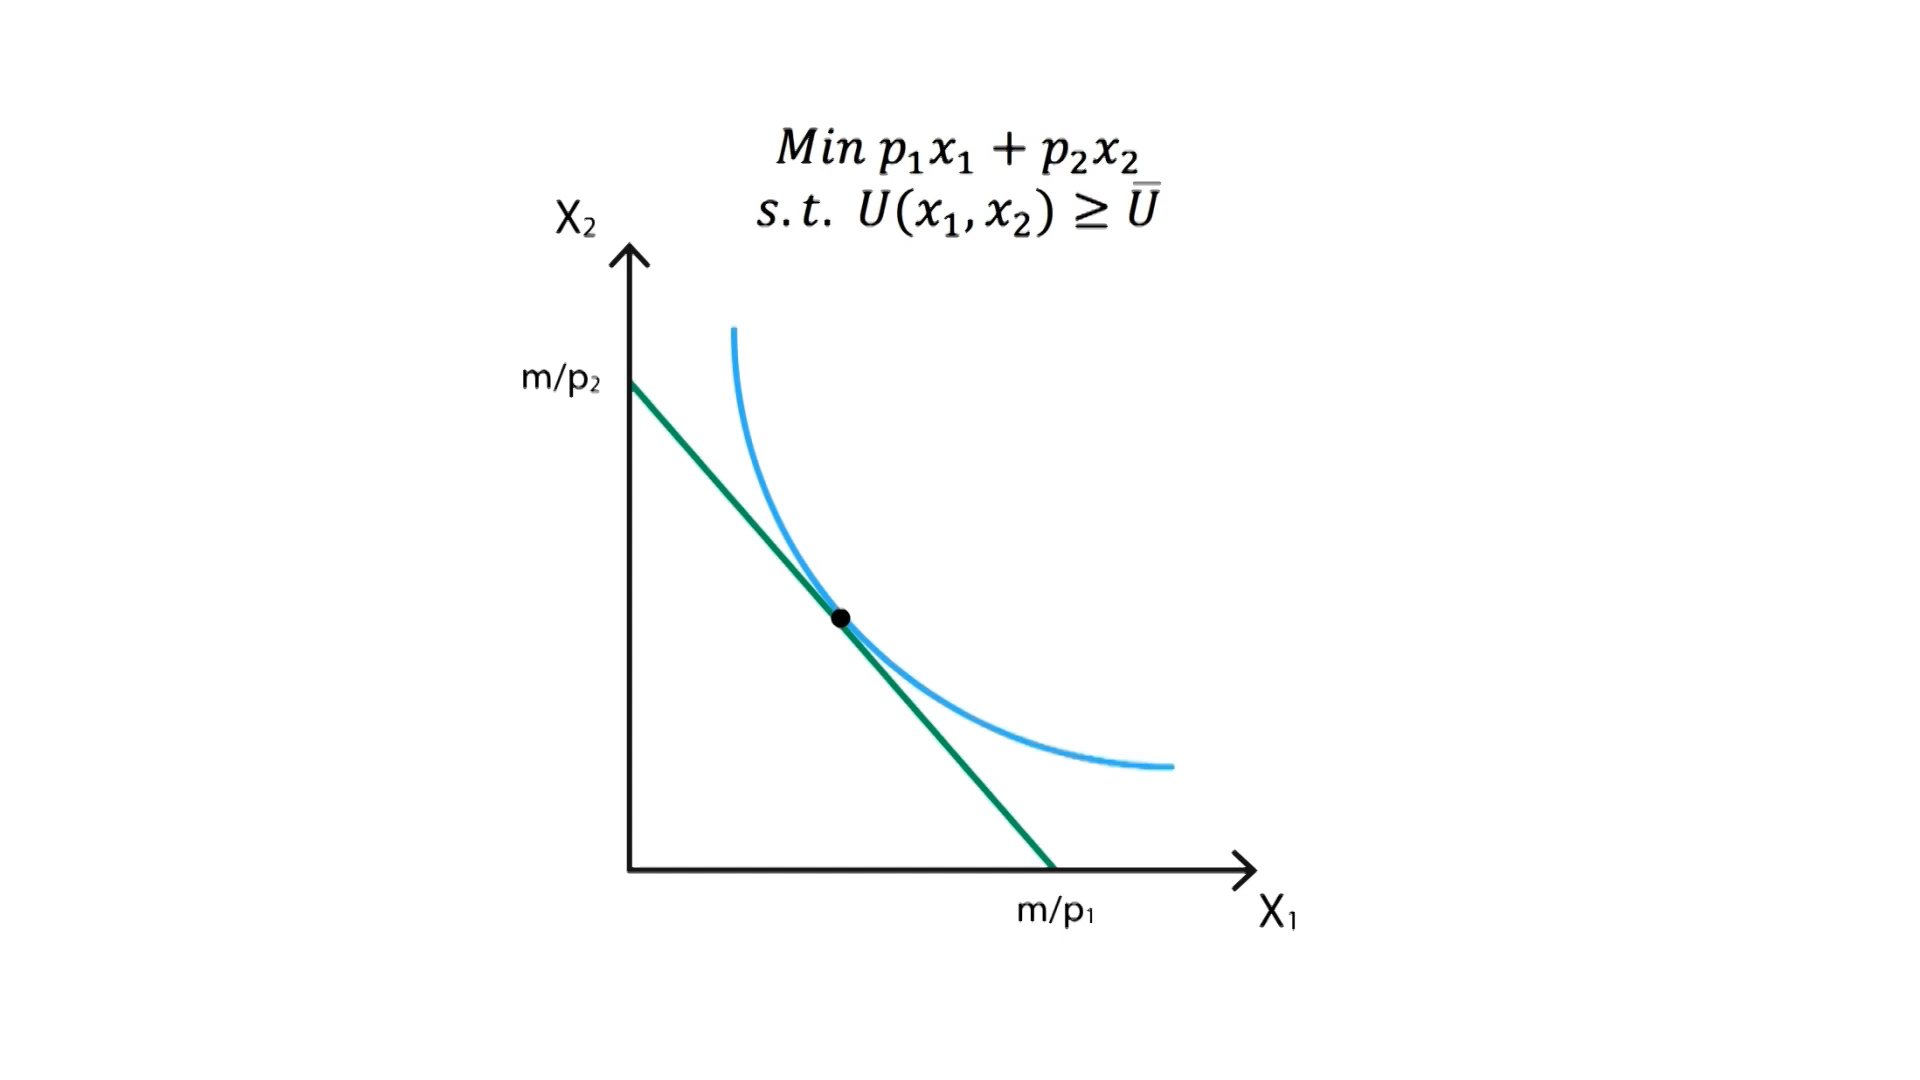 Min p₁x₁ + p₂x₂
s.t. U(x₁, x₂) ≥ U̅
X₂
m/p₂
m/p₁
X₁